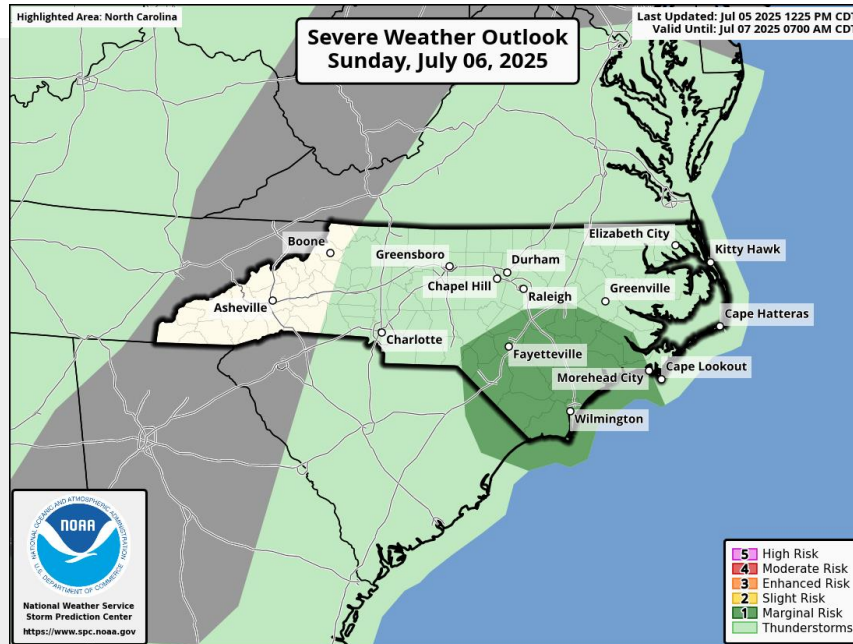 Highlighted Area: North Carolina
Severe Weather Outlook
Sunday, July 06, 2025
Last Updated: Jul 05 2025 1225 PM CDT
Valid Until: Jul 07 2025 0700 AM CDT
Boone
Greensboro
Durham
Elizabeth City
Kitty Hawk
Chapel Hill
Raleigh
Greenville
Asheville
Cape Hatteras
Charlotte
Fayetteville
Cape Lookout
Morehead City
Wilmington
NATIONAL OCEANIC AND ATMOSPHERIC ADMINISTRATION
NOAA
U.S. DEPARTMENT OF COMMERCE
National Weather Service
Storm Prediction Center
https://www.spc.noaa.gov
5 High Risk
4 Moderate Risk
3 Enhanced Risk
2 Slight Risk
1 Marginal Risk
Thunderstorms